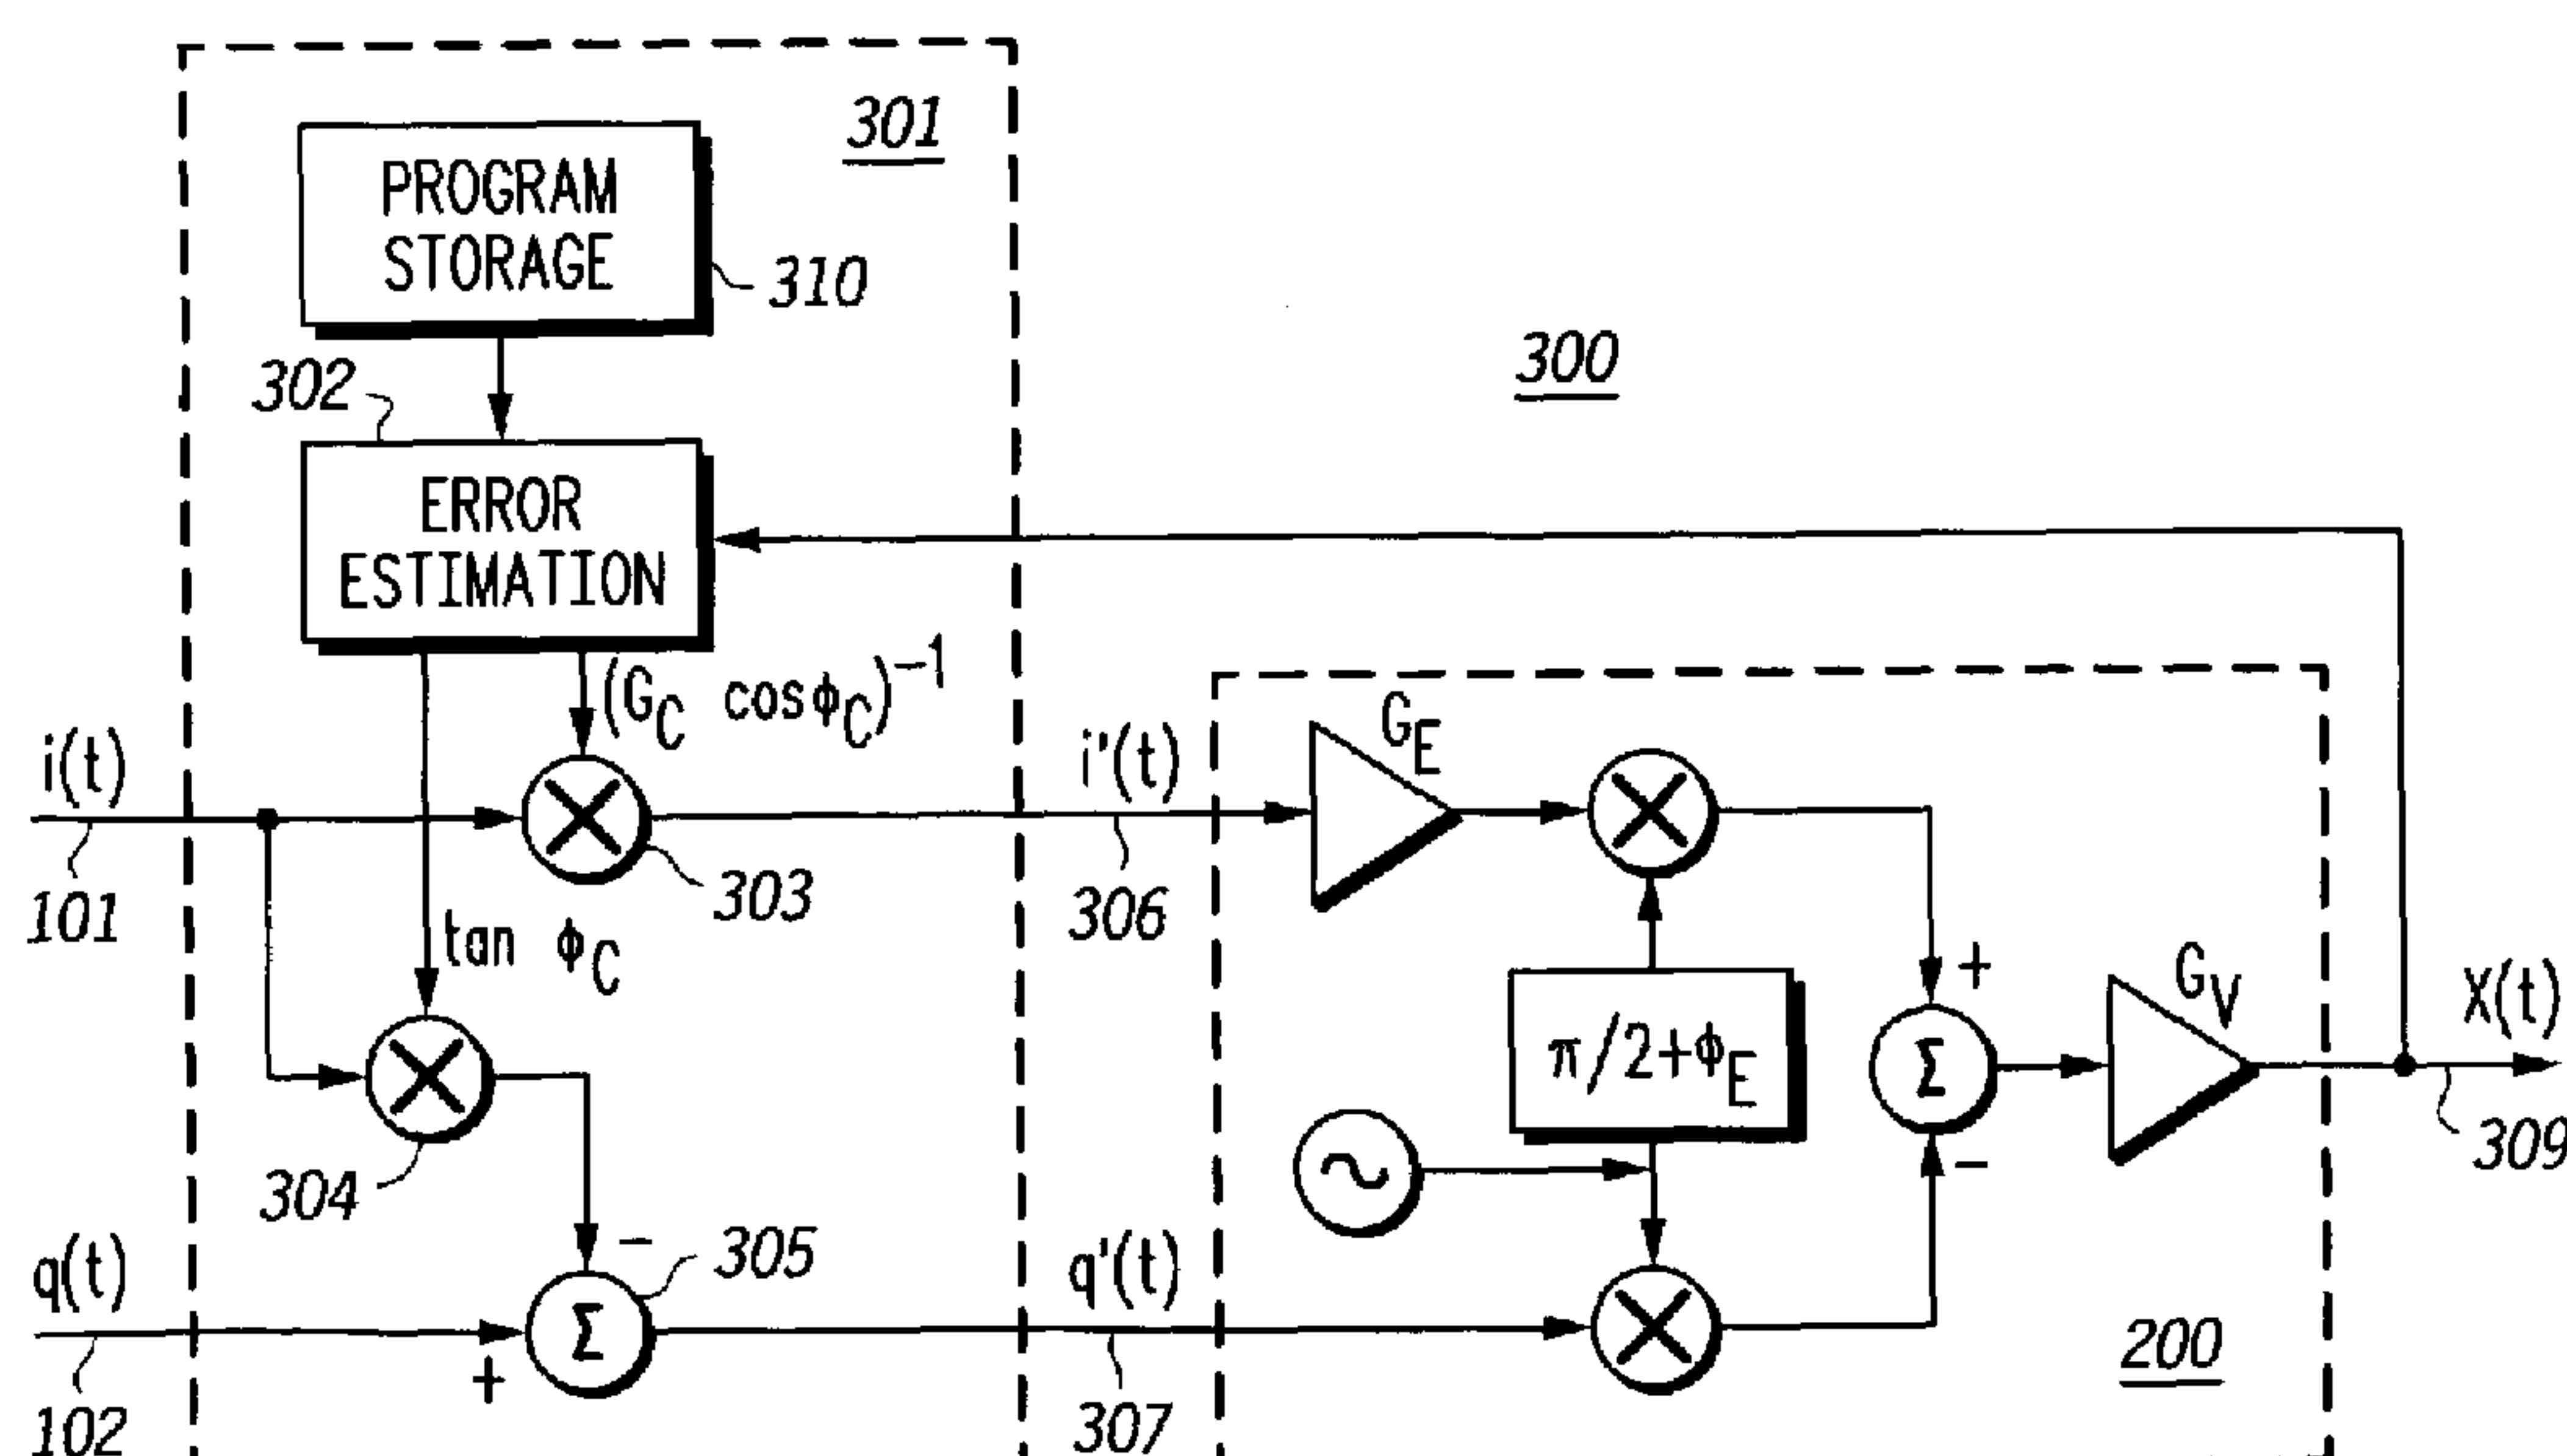 301
PROGRAM
STORAGE
310
300
302
ERROR
ESTIMATION
(G_C cosφ_C)^-1
i(t)
i'(t)
G_E
101
303
306
tan φ_C
+
G_V
X(t)
π/2+φ_E
Σ
304
~
-
309
q(t)
-
305
q'(t)
Σ
+
200
102
307